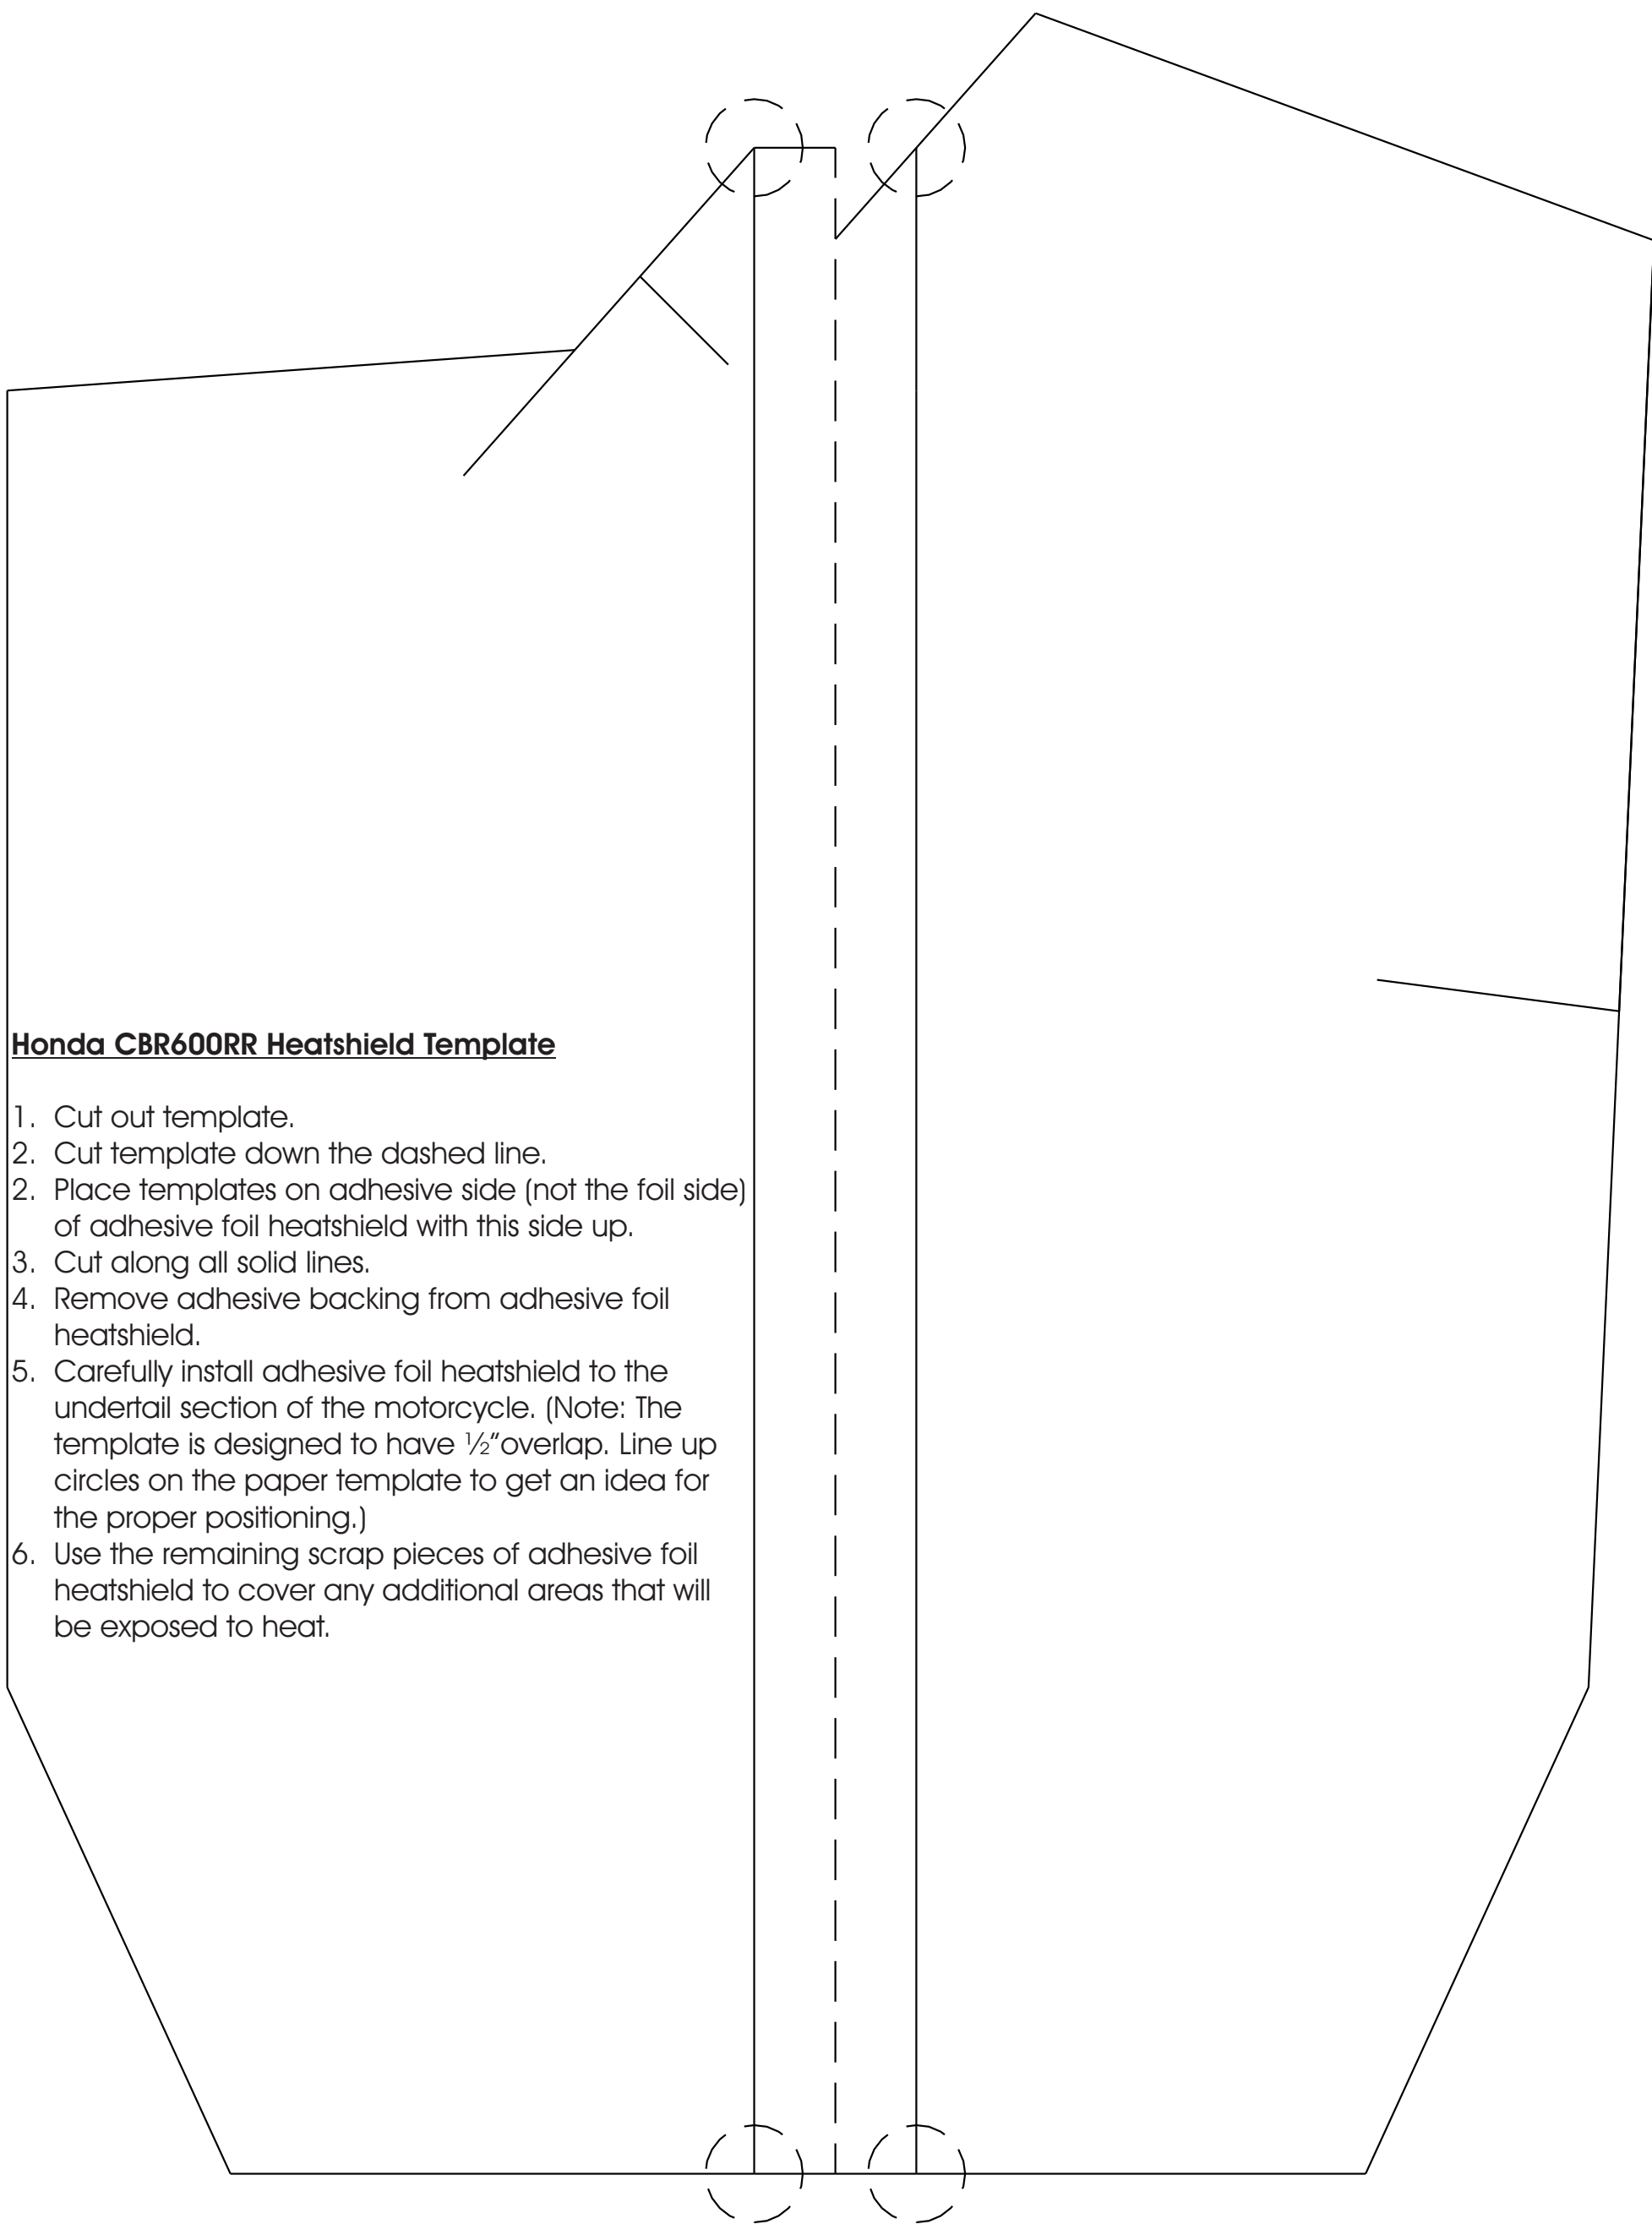 Honda CBR600RR Heatshield Template
1. Cut out template.
2. Cut template down the dashed line.
2. Place templates on adhesive side (not the foil side)
of adhesive foil heatshield with this side up.
3. Cut along all solid lines.
4. Remove adhesive backing from adhesive foil
heatshield.
5. Carefully install adhesive foil heatshield to the
undertail section of the motorcycle. (Note: The
template is designed to have ½“overlap. Line up
circles on the paper template to get an idea for
the proper positioning.)
6. Use the remaining scrap pieces of adhesive foil
heatshield to cover any additional areas that will
be exposed to heat.